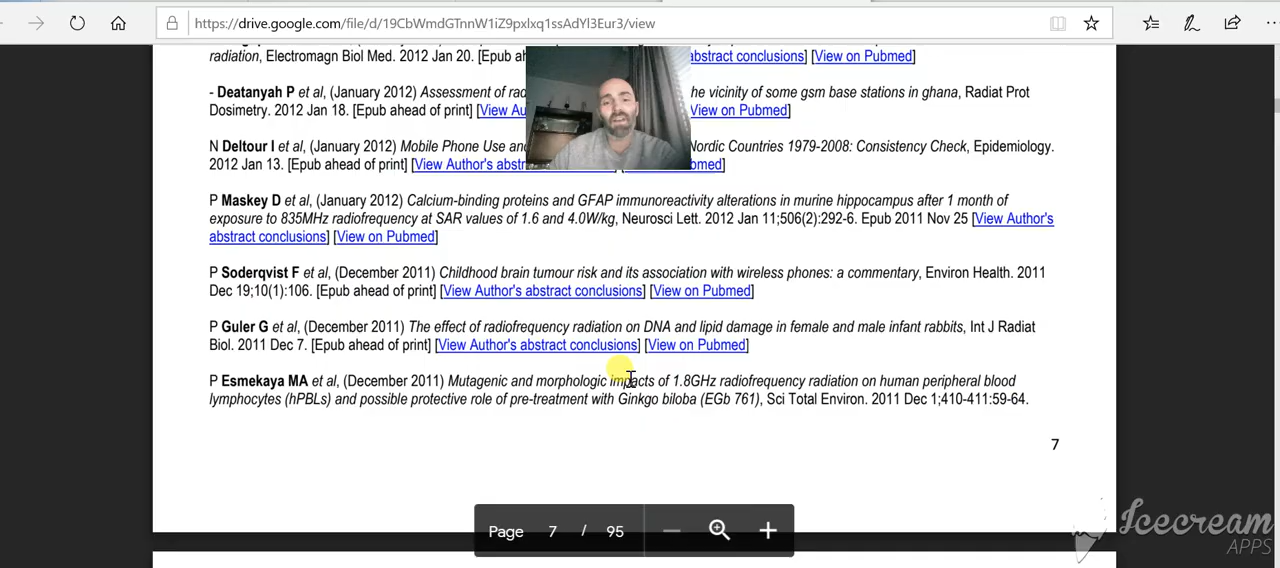 https://drive.google.com/file/d/19CbWmdGTnnW1iZ9pxlxq1ssAdYl3Eur3/view
radiation, Electromagn Biol Med. 2012 Jan 20. [Epub abstract conclusions] [View on Pubmed]
- Deatanyah P et al, (January 2012) Assessment of the vicinity of some gsm base stations in ghana, Radiat Prot
Dosimetry. 2012 Jan 18. [Epub ahead of print] [View View on Pubmed]
N Deltour I et al, (January 2012) Mobile Phone Use Nordic Countries 1979-2008: Consistency Check, Epidemiology.
2012 Jan 13. [Epub ahead of print] [View Author's
P Maskey D et al, (January 2012) Calcium-binding proteins and GFAP immunoreactivity alterations in murine hippocampus after 1 month of
exposure to 835MHz radiofrequency at SAR values of 1.6 and 4.0W/kg, Neurosci Lett. 2012 Jan 11;506(2):292-6. Epub 2011 Nov 25 [View Author's
abstract conclusions] [View on Pubmed]
P Soderqvist F et al, (December 2011) Childhood brain tumour risk and its association with wireless phones: a commentary, Environ Health. 2011
Dec 19;10(1):106. [Epub ahead of print] [View Author's abstract conclusions] [View on Pubmed]
P Guler G et al, (December 2011) The effect of radiofrequency radiation on DNA and lipid damage in female and male infant rabbits, Int J Radiat
Biol. 2011 Dec 7. [Epub ahead of print] [View Author's abstract conclusions] [View on Pubmed]
P Esmekaya MA et al, (December 2011) Mutagenic and morphologic impacts of 1.8GHz radiofrequency radiation on human peripheral blood
lymphocytes (hPBLs) and possible protective role of pre-treatment with Ginkgo biloba (EGb 761), Sci Total Environ. 2011 Dec 1;410-411:59-64.
7
Page 7 / 95
Icecream
APPS